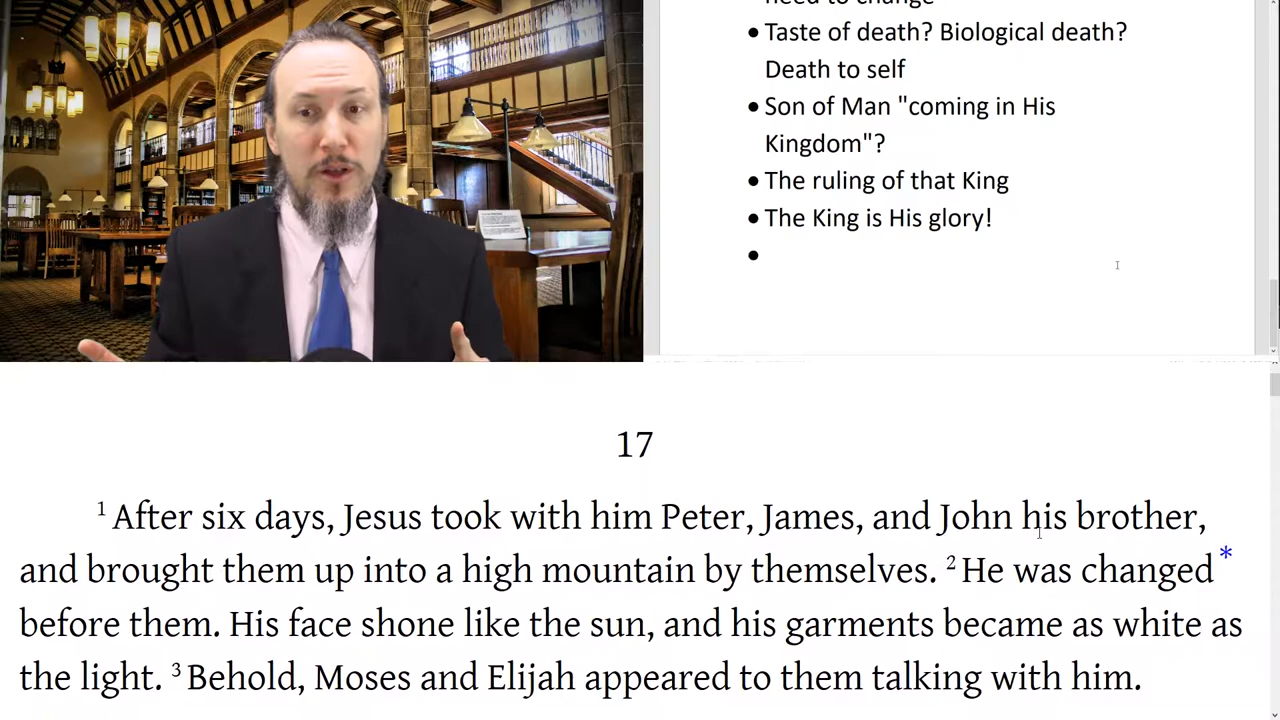 need to change
• Taste of death? Biological death?
Death to self
• Son of Man "coming in His
Kingdom"?
• The ruling of that King
• The King is His glory!
•
17
1 After six days, Jesus took with him Peter, James, and John his brother,
and brought them up into a high mountain by themselves. 2 He was changed*
before them. His face shone like the sun, and his garments became as white as
the light. 3 Behold, Moses and Elijah appeared to them talking with him.